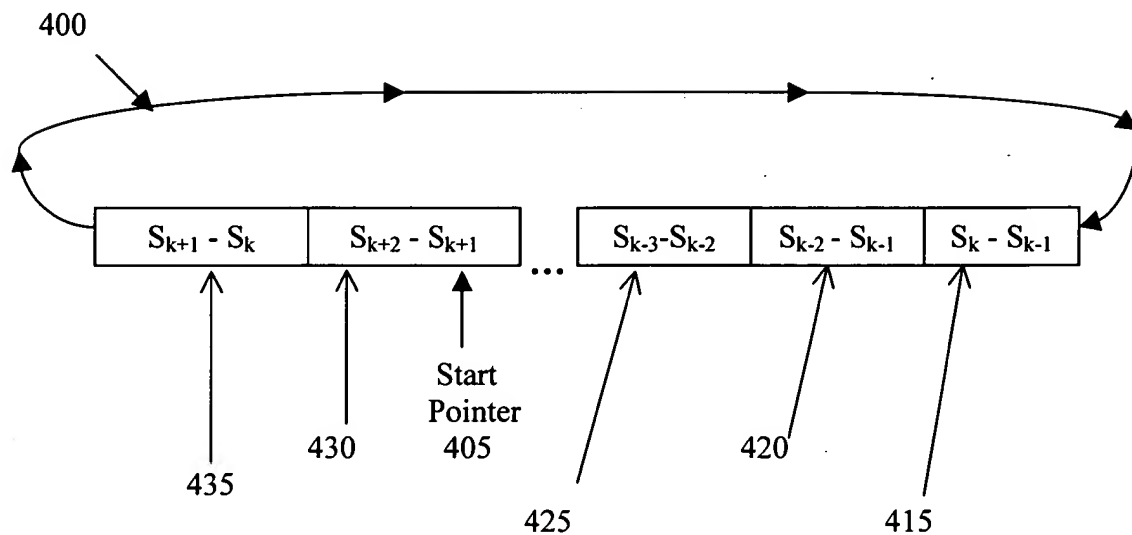 400
S_{k+1} - S_k
S_{k+2} - S_{k+1}
...
S_{k-3}-S_{k-2}
S_{k-2} - S_{k-1}
S_k - S_{k-1}
Start
Pointer
405
430
420
435
425
415